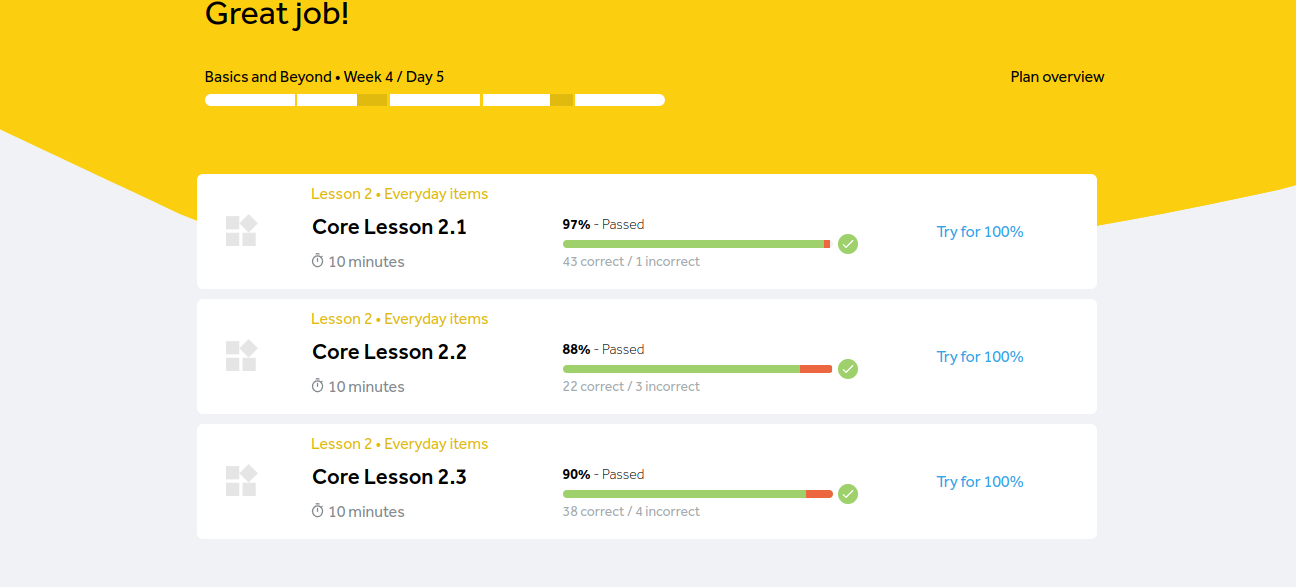 Great job!
Basics and Beyond • Week 4 / Day 5
Plan overview
Lesson 2 • Everyday items
Core Lesson 2.1
10 minutes
97% - Passed
43 correct / 1 incorrect
Try for 100%
Lesson 2 • Everyday items
Core Lesson 2.2
10 minutes
88% - Passed
22 correct / 3 incorrect
Try for 100%
Lesson 2 • Everyday items
Core Lesson 2.3
10 minutes
90% - Passed
38 correct / 4 incorrect
Try for 100%